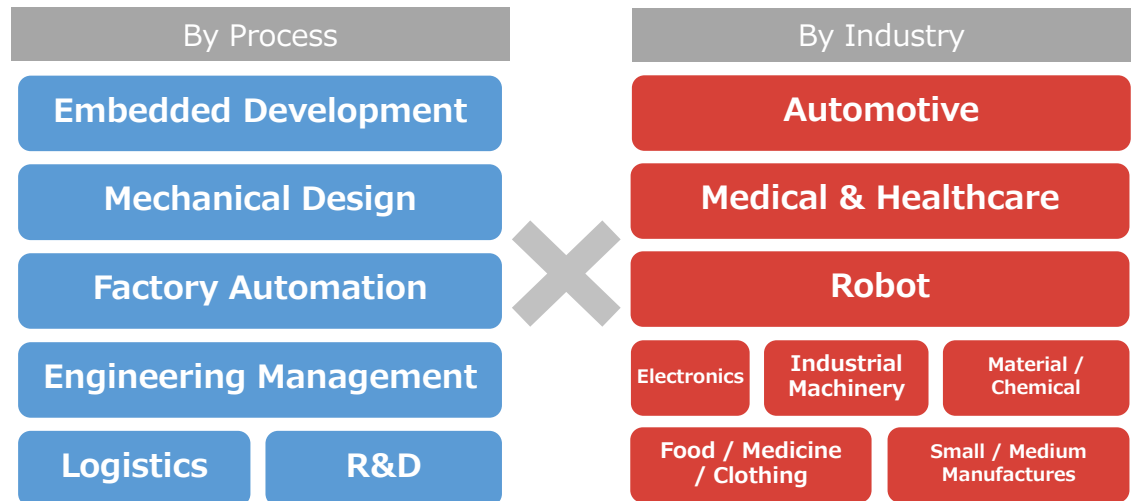 By Process
Embedded Development
Mechanical Design
Factory Automation
Engineering Management
Logistics
R&D
By Industry
Automotive
Medical & Healthcare
Robot
Electronics
Industrial
Machinery
Material /
Chemical
Food / Medicine
/ Clothing
Small / Medium
Manufactures